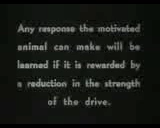 Any response the motivated
animal can make will be
learned if it is rewarded by
a reduction in the strength
of the drive.